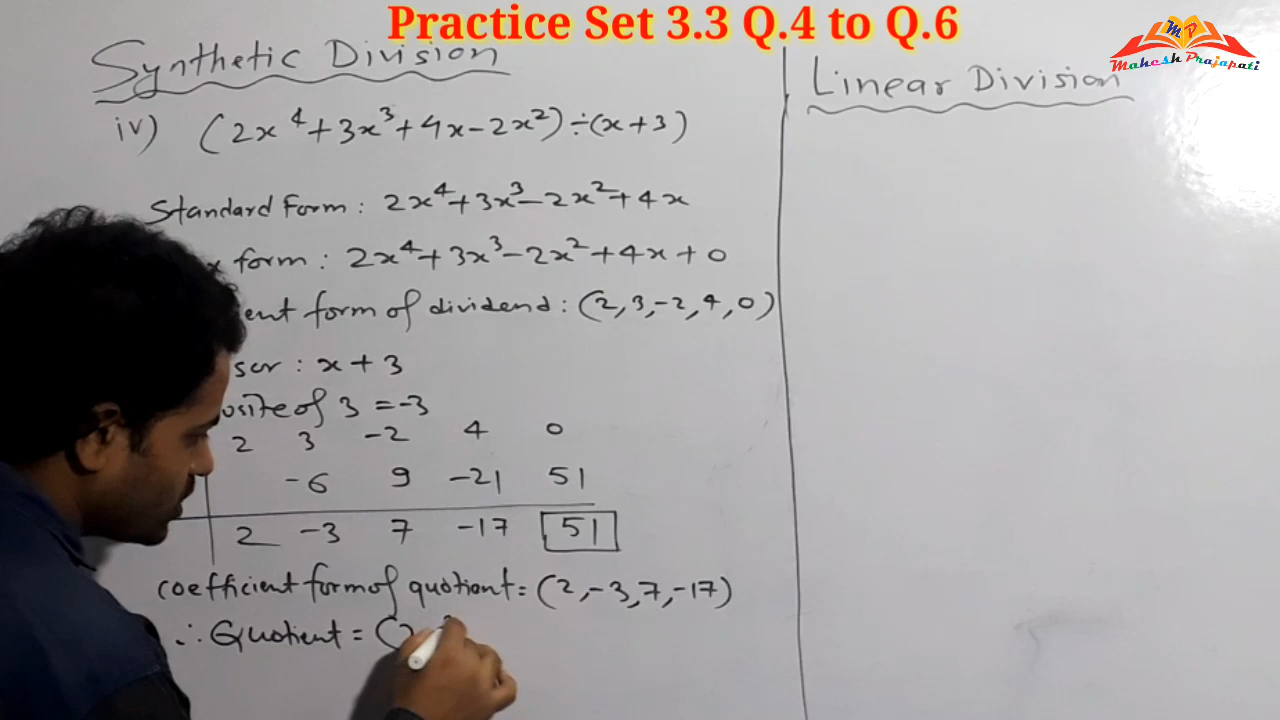 Practice Set 3.3 Q.4 to Q.6
MP
Mahesh Prajapati
Synthetic Division
iv) (2x⁴+3x³+4x-2x²)÷(x+3)
Standard Form: 2x⁴+3x³-2x²+4x
form: 2x⁴+3x³-2x²+4x+0
form of dividend: (2,3,-2,4,0)
: x+3
of 3 =-3
2 3 -2 4 0
-6 9 -21 51
2 -3 7 -17 51
coefficient form of quotient= (2,-3,7,-17)
∴ Quotient = (2
Linear Division